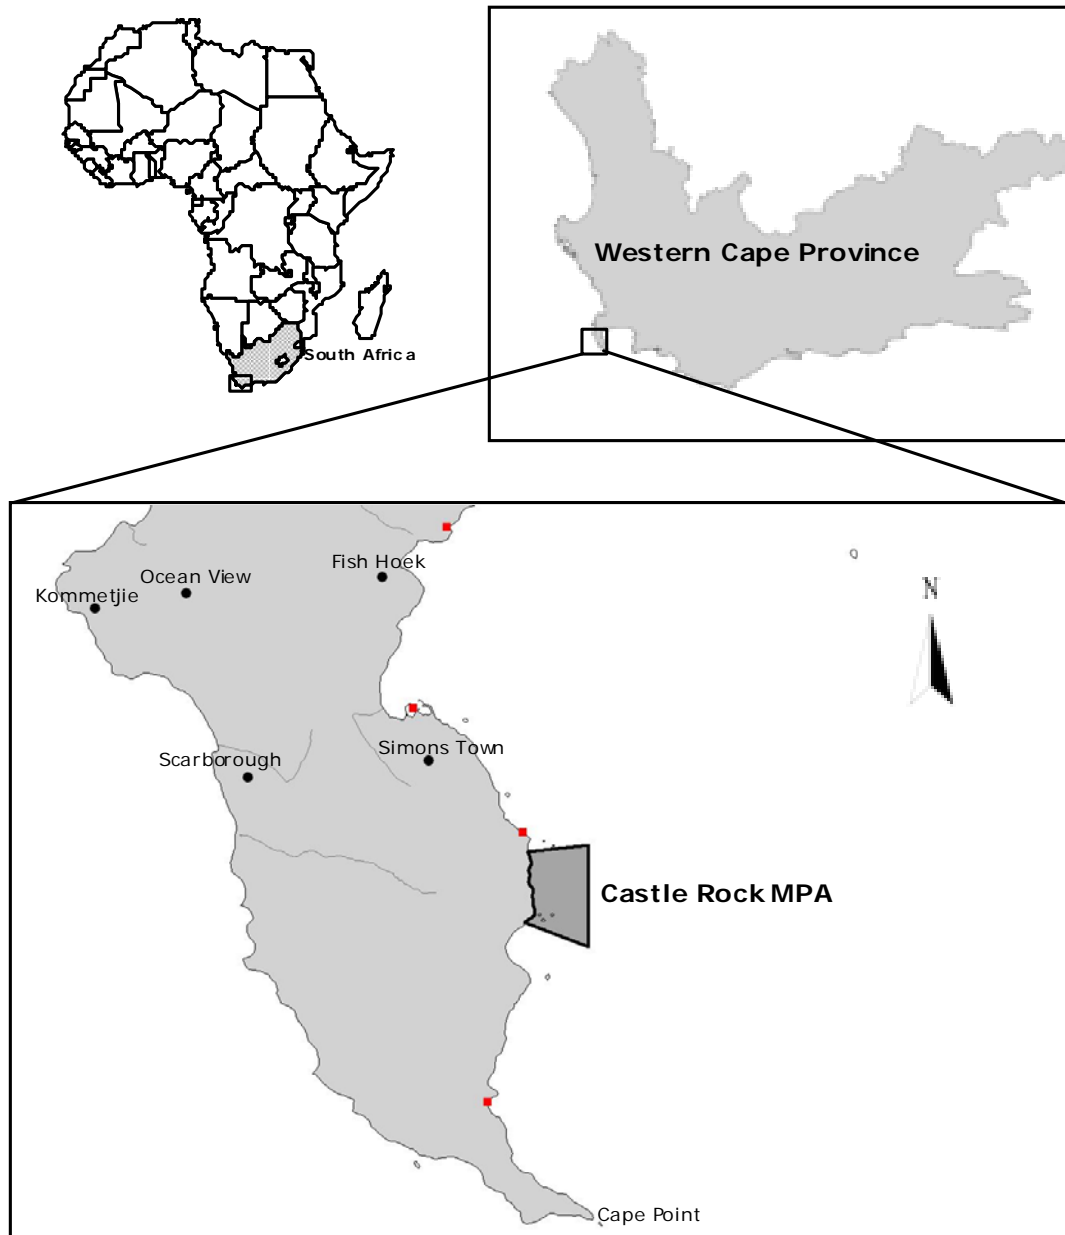 South Africa
Western Cape Province
Fish Hoek
Ocean View
Kommetjie
N
Simons Town
Scarborough
Castle Rock MPA
Cape Point